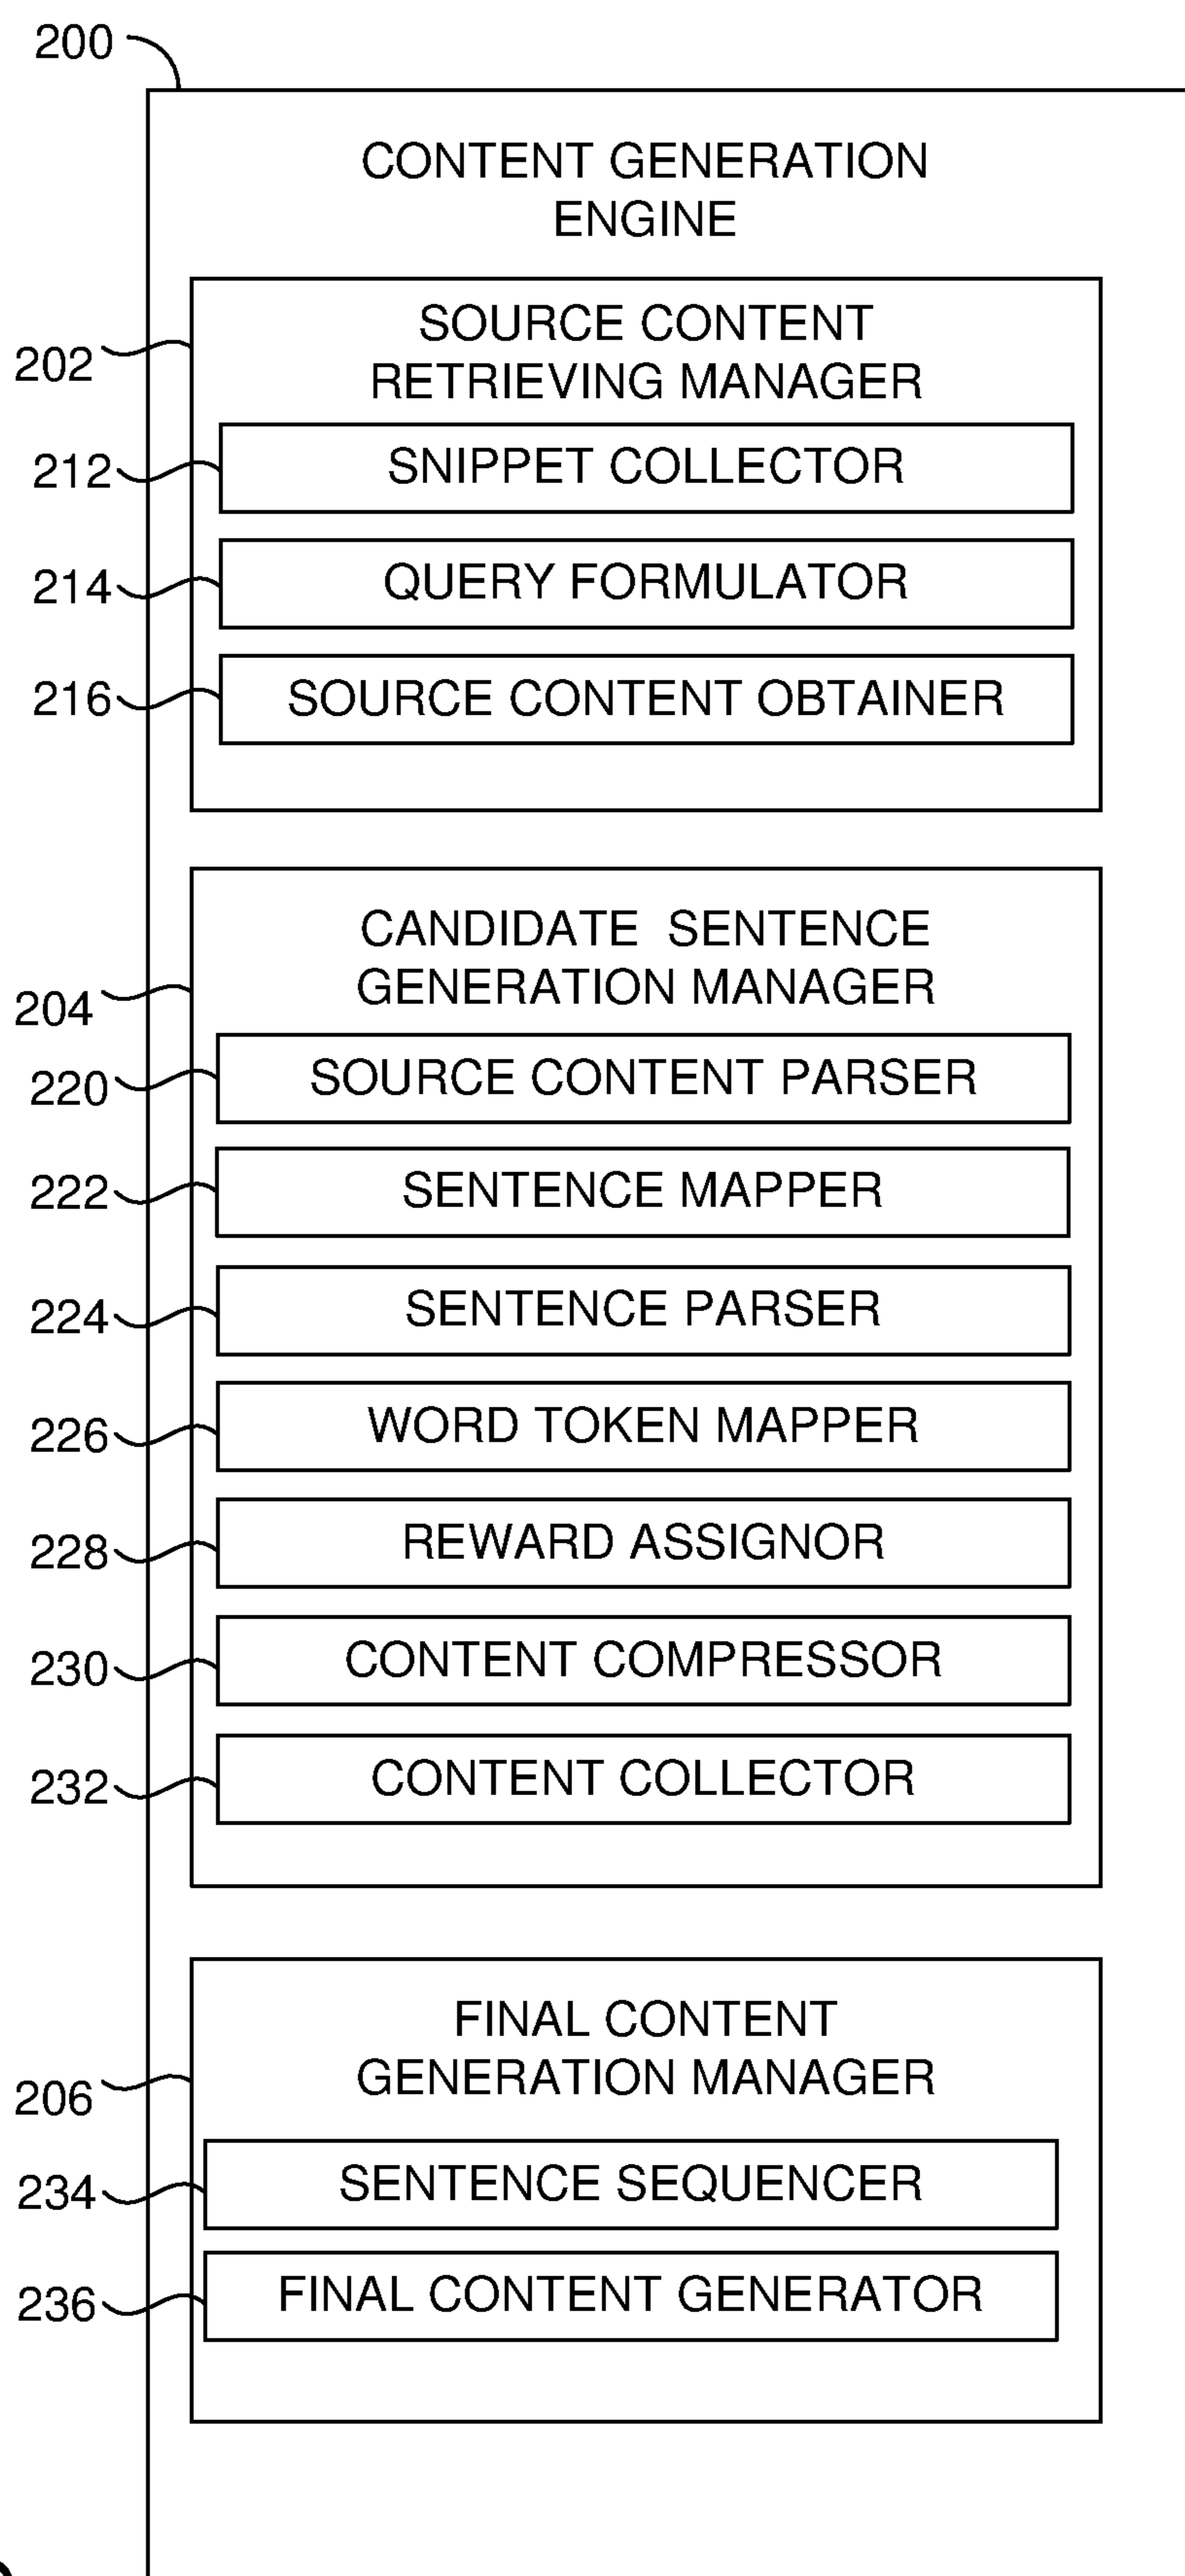 200
CONTENT GENERATION
ENGINE
202
SOURCE CONTENT
RETRIEVING MANAGER
212
SNIPPET COLLECTOR
214
QUERY FORMULATOR
216
SOURCE CONTENT OBTAINER
204
CANDIDATE SENTENCE
GENERATION MANAGER
220
SOURCE CONTENT PARSER
222
SENTENCE MAPPER
224
SENTENCE PARSER
226
WORD TOKEN MAPPER
228
REWARD ASSIGNOR
230
CONTENT COMPRESSOR
232
CONTENT COLLECTOR
206
FINAL CONTENT
GENERATION MANAGER
234
SENTENCE SEQUENCER
236
FINAL CONTENT GENERATOR